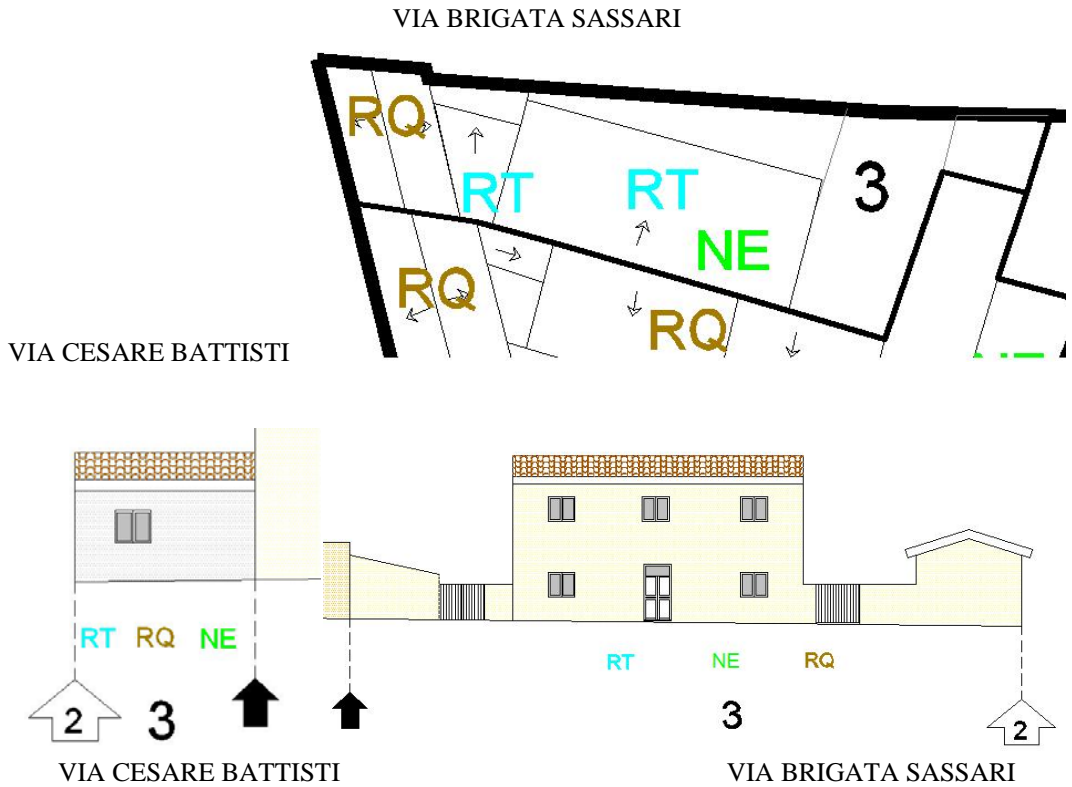 VIA BRIGATA SASSARI
RQ
RT
RT
3
NE
RQ
RQ
VIA CESARE BATTISTI
RT RQ NE
RT NE RQ
2
3
3
2
VIA CESARE BATTISTI
VIA BRIGATA SASSARI